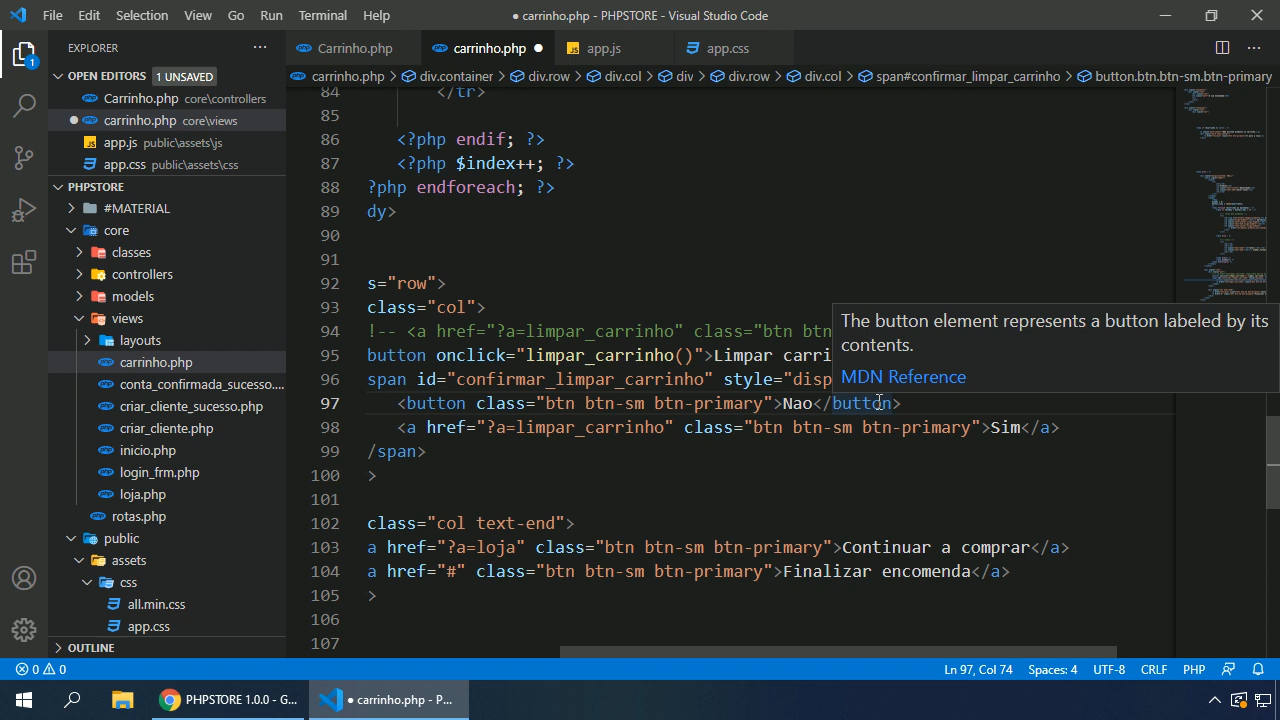 File Edit Selection View Go Run Terminal Help
● carrinho.php - PHPSTORE - Visual Studio Code
EXPLORER
Carrinho.php
carrinho.php
app.js
app.css
OPEN EDITORS 1 UNSAVED
carrinho.php > div.container > div.row > div.col > div > div.row > div.col > span#confirmar_limpar_carrinho > button.btn.btn-sm.btn-primary
Carrinho.php core\controllers
carrinho.php core\views
app.js public\assets\js
app.css public\assets\css
PHPSTORE
#MATERIAL
core
classes
controllers
models
views
layouts
carrinho.php
conta_confirmada_sucesso....
criar_cliente_sucesso.php
criar_cliente.php
inicio.php
login_frm.php
loja.php
rotas.php
public
assets
css
all.min.css
app.css
OUTLINE
84 </tr>
85
86 <?php endif; ?>
87 <?php $index++; ?>
88 ?php endforeach; ?>
89 dy>
90
91
92 s="row">
93 class="col">
94 !-- <a href="?a=limpar_carrinho" class="btn btn
95 button onclick="limpar_carrinho()">Limpar carri
96 span id="confirmar_limpar_carrinho" style="disp
97 <button class="btn btn-sm btn-primary">Nao</button>
98 <a href="?a=limpar_carrinho" class="btn btn-sm btn-primary">Sim</a>
99 /span>
100 >
101
102 class="col text-end">
103 a href="?a=loja" class="btn btn-sm btn-primary">Continuar a comprar</a>
104 a href="#" class="btn btn-sm btn-primary">Finalizar encomenda</a>
105 >
106
107
The button element represents a button labeled by its
contents.
MDN Reference
1
0 0
Ln 97, Col 74 Spaces: 4 UTF-8 CRLF PHP
PHPSTORE 1.0.0 - G...
● carrinho.php - P...